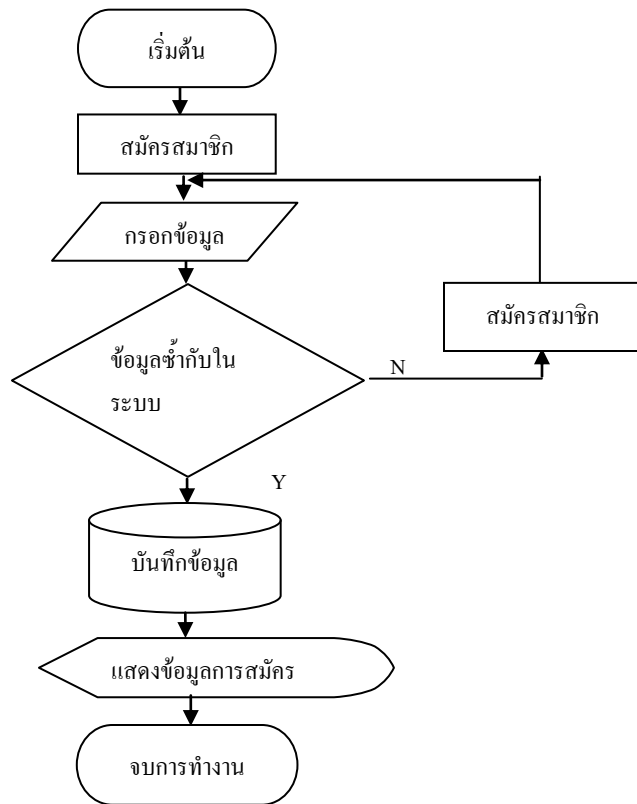 เริ่มต้น
สมัครสมาชิก
กรอกข้อมูล
สมัครสมาชิก
ข้อมูลซ้ำกับใน
ระบบ
N
Y
บันทึกข้อมูล
แสดงข้อมูลการสมัคร
จบการทำงาน